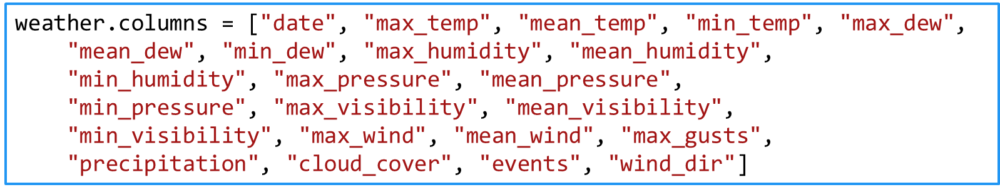 weather.columns = ["date", "max_temp", "mean_temp", "min_temp", "max_dew",
    "mean_dew", "min_dew", "max_humidity", "mean_humidity",
    "min_humidity", "max_pressure", "mean_pressure",
    "min_pressure", "max_visibility", "mean_visibility",
    "min_visibility", "max_wind", "mean_wind", "max_gusts",
    "precipitation", "cloud_cover", "events", "wind_dir"]